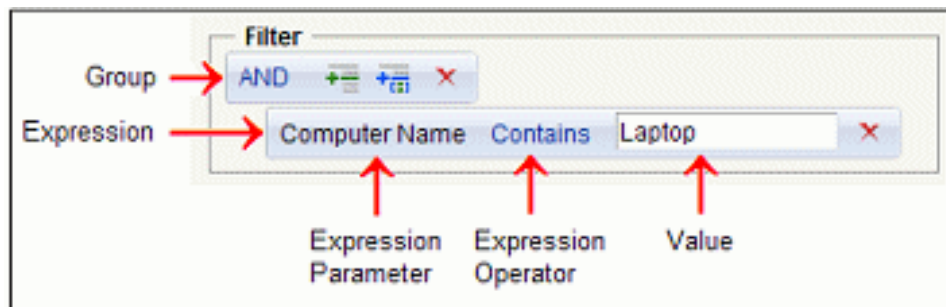 Filter
Group AND
Expression Computer Name Contains Laptop
Expression Expression Value
Parameter Operator